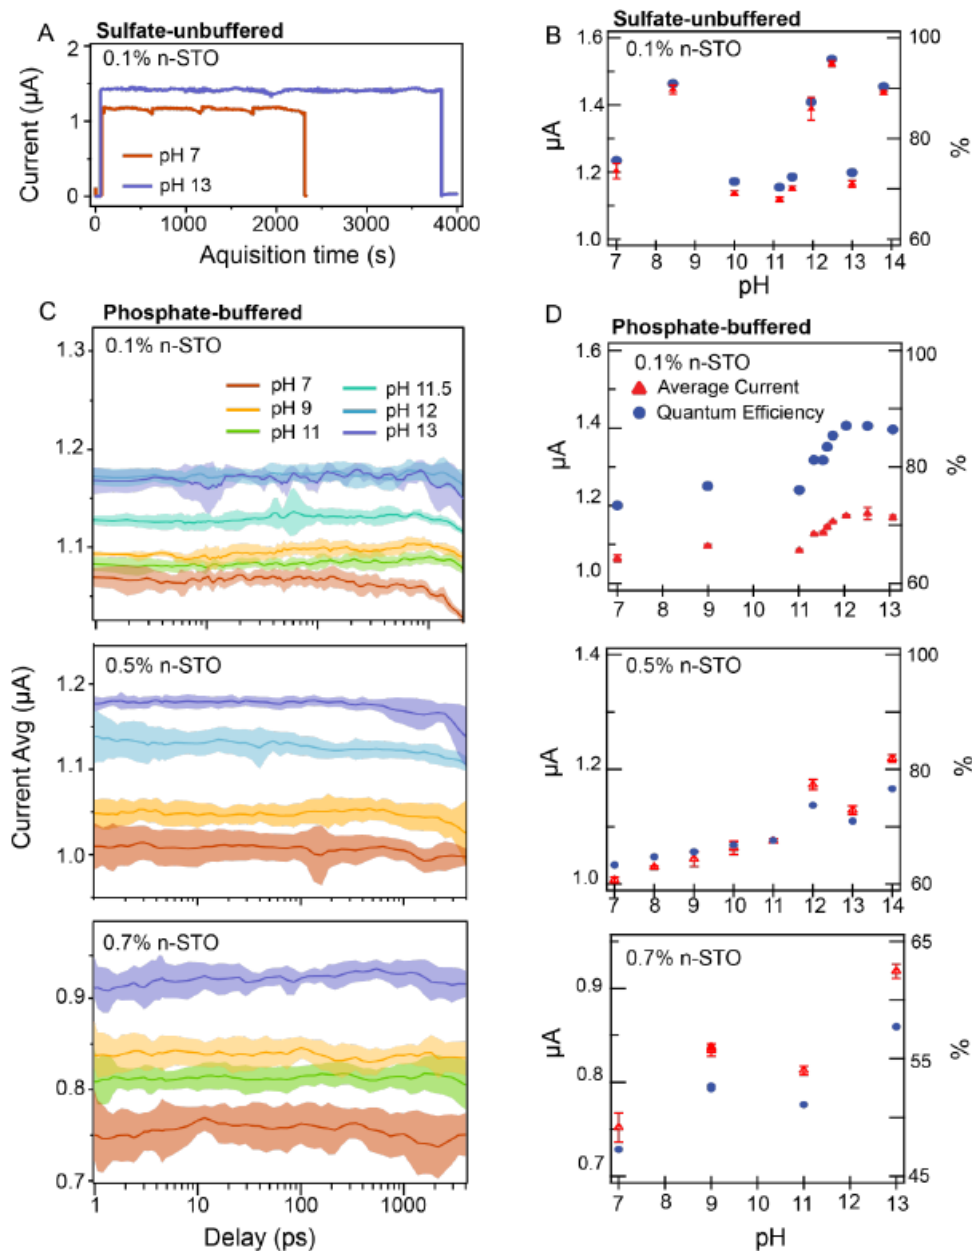 A
Sulfate-unbuffered
0.1% n-STO
pH 7
pH 13
Current (µA)
2
1
0
0
1000
2000
3000
4000
Aquisition time (s)
B
Sulfate-unbuffered
0.1% n-STO
µA
1.6
1.4
1.2
1.0
100
80
60
%
7
8
9
10
11
12
13
14
pH
C
Phosphate-buffered
0.1% n-STO
pH 7
pH 9
pH 11
pH 11.5
pH 12
pH 13
1.3
1.2
1.1
0.5% n-STO
1.2
1.1
1.0
Current Avg (µA)
0.7% n-STO
0.9
0.8
0.7
1
10
100
1000
Delay (ps)
D
Phosphate-buffered
0.1% n-STO
Average Current
Quantum Efficiency
µA
1.6
1.4
1.2
1.0
100
80
60
%
7
8
9
10
11
12
13
0.5% n-STO
µA
1.4
1.2
1.0
100
80
60
%
7
8
9
10
11
12
13
14
0.7% n-STO
µA
0.9
0.8
0.7
65
55
45
%
7
8
9
10
11
12
13
pH